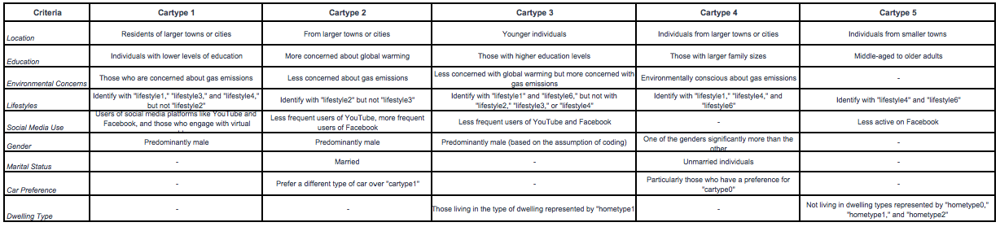 Criteria Cartype 1 Cartype 2 Cartype 3 Cartype 4 Cartype 5
Location Residents of larger towns or cities From larger towns or cities Younger individuals Individuals from larger towns or cities Individuals from smaller towns
Education Individuals with lower levels of education More concerned about global warming Those with higher education levels Those with larger family sizes Middle-aged to older adults
Environmental Concerns Those who are concerned about gas emissions Less concerned about gas emissions Less concerned with global warming but more concerned with
gas emissions Environmentally conscious about gas emissions -
Lifestyles Identify with "lifestyle1," "lifestyle3," and "lifestyle4,"
but not "lifestyle2" Identify with "lifestyle2" but not "lifestyle3" Identify with "lifestyle1" and "lifestyle6," but not with
"lifestyle2," "lifestyle3," or "lifestyle4" Identify with "lifestyle1," "lifestyle4," and
"lifestyle6" Identify with "lifestyle4" and "lifestyle6"
Social Media Use Users of social media platforms like YouTube and
Facebook, and those who engage with virtual Less frequent users of YouTube, more frequent
users of Facebook Less frequent users of YouTube and Facebook - Less active on Facebook
Gender Predominantly male Predominantly male Predominantly male (based on the assumption of coding) One of the genders significantly more than the
other -
Marital Status - Married - Unmarried individuals -
Car Preference - Prefer a different type of car over "cartype1" - Particularly those who have a preference for
"cartype0" -
Dwelling Type - - Those living in the type of dwelling represented by "hometype1 - Not living in dwelling types represented by "hometype0,"
"hometype1," and "hometype2"